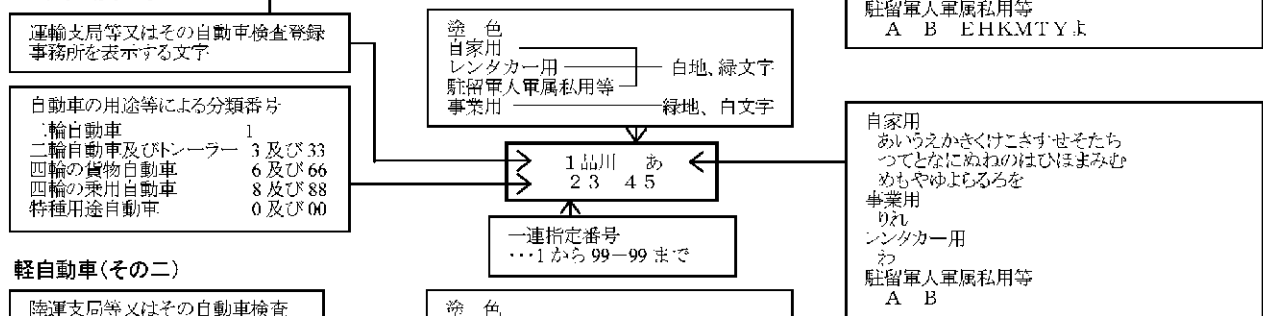 運輸支局等又はその自動車検査登録
事務所を表示する文字
自動車の用途等による分類番号
二輪自動車 1
二輪自動車及びトレーラー 3及び33
四輪の貨物自動車 6及び66
四輪の乗用自動車 8及び88
特種用途自動車 0及び00
塗 色
自家用
レンタカー用
駐留軍人軍属私用等
白地、緑文字
事業用 緑地、白文字
1品川 あ
23 45
一連指定番号
…1から99−99まで
駐留軍人軍属私用等
A B EHKMTYよ
自家用
あいうえかきくけこさすせそたち
つてとなにぬねのはひほまみむ
めもやゆよらるろを
事業用
りれ
レンタカー用
わ
駐留軍人軍属私用等
A B
軽自動車(その二)
陸運支局等又はその自動車検査
塗 色